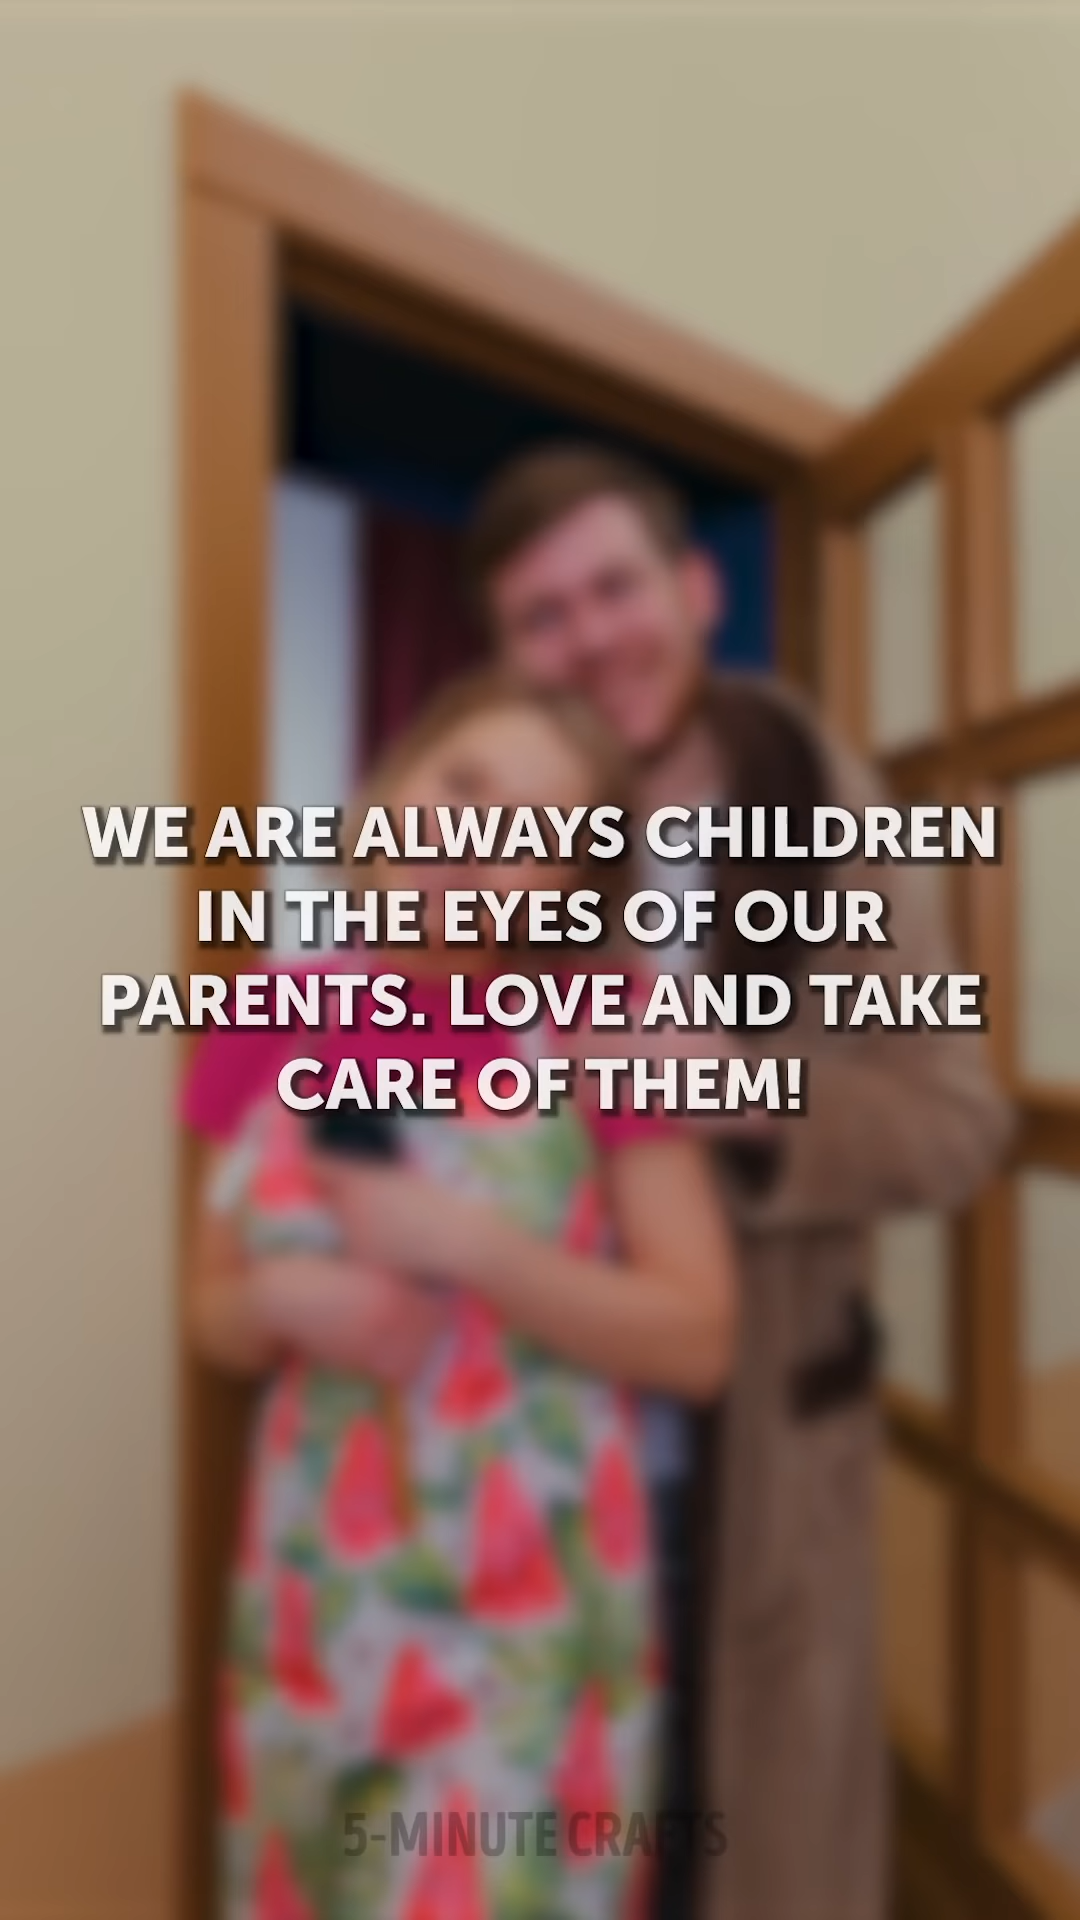 WE ARE ALWAYS CHILDREN
IN THE EYES OF OUR
PARENTS. LOVE AND TAKE
CARE OF THEM!
5-MINUTE CRAFTS